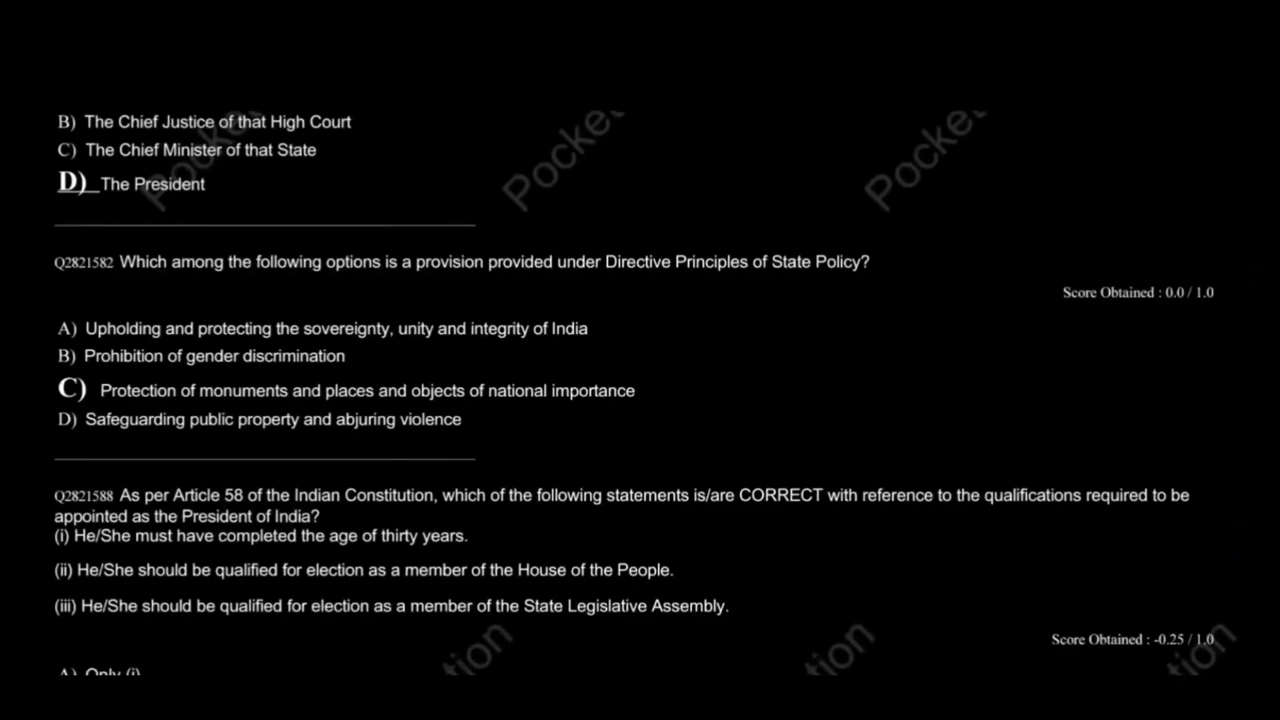 B) The Chief Justice of that High Court
C) The Chief Minister of that State
D) The President
Q2821582 Which among the following options is a provision provided under Directive Principles of State Policy?
Score Obtained : 0.0 / 1.0
A) Upholding and protecting the sovereignty, unity and integrity of India
B) Prohibition of gender discrimination
C) Protection of monuments and places and objects of national importance
D) Safeguarding public property and abjuring violence
Q2821588 As per Article 58 of the Indian Constitution, which of the following statements is/are CORRECT with reference to the qualifications required to be
appointed as the President of India?
(i) He/She must have completed the age of thirty years.
(ii) He/She should be qualified for election as a member of the House of the People.
(iii) He/She should be qualified for election as a member of the State Legislative Assembly.
Score Obtained : -0.25 / 1.0
A) Only (i)
Pocket
Pocket
Pocket
tion
tion
tion